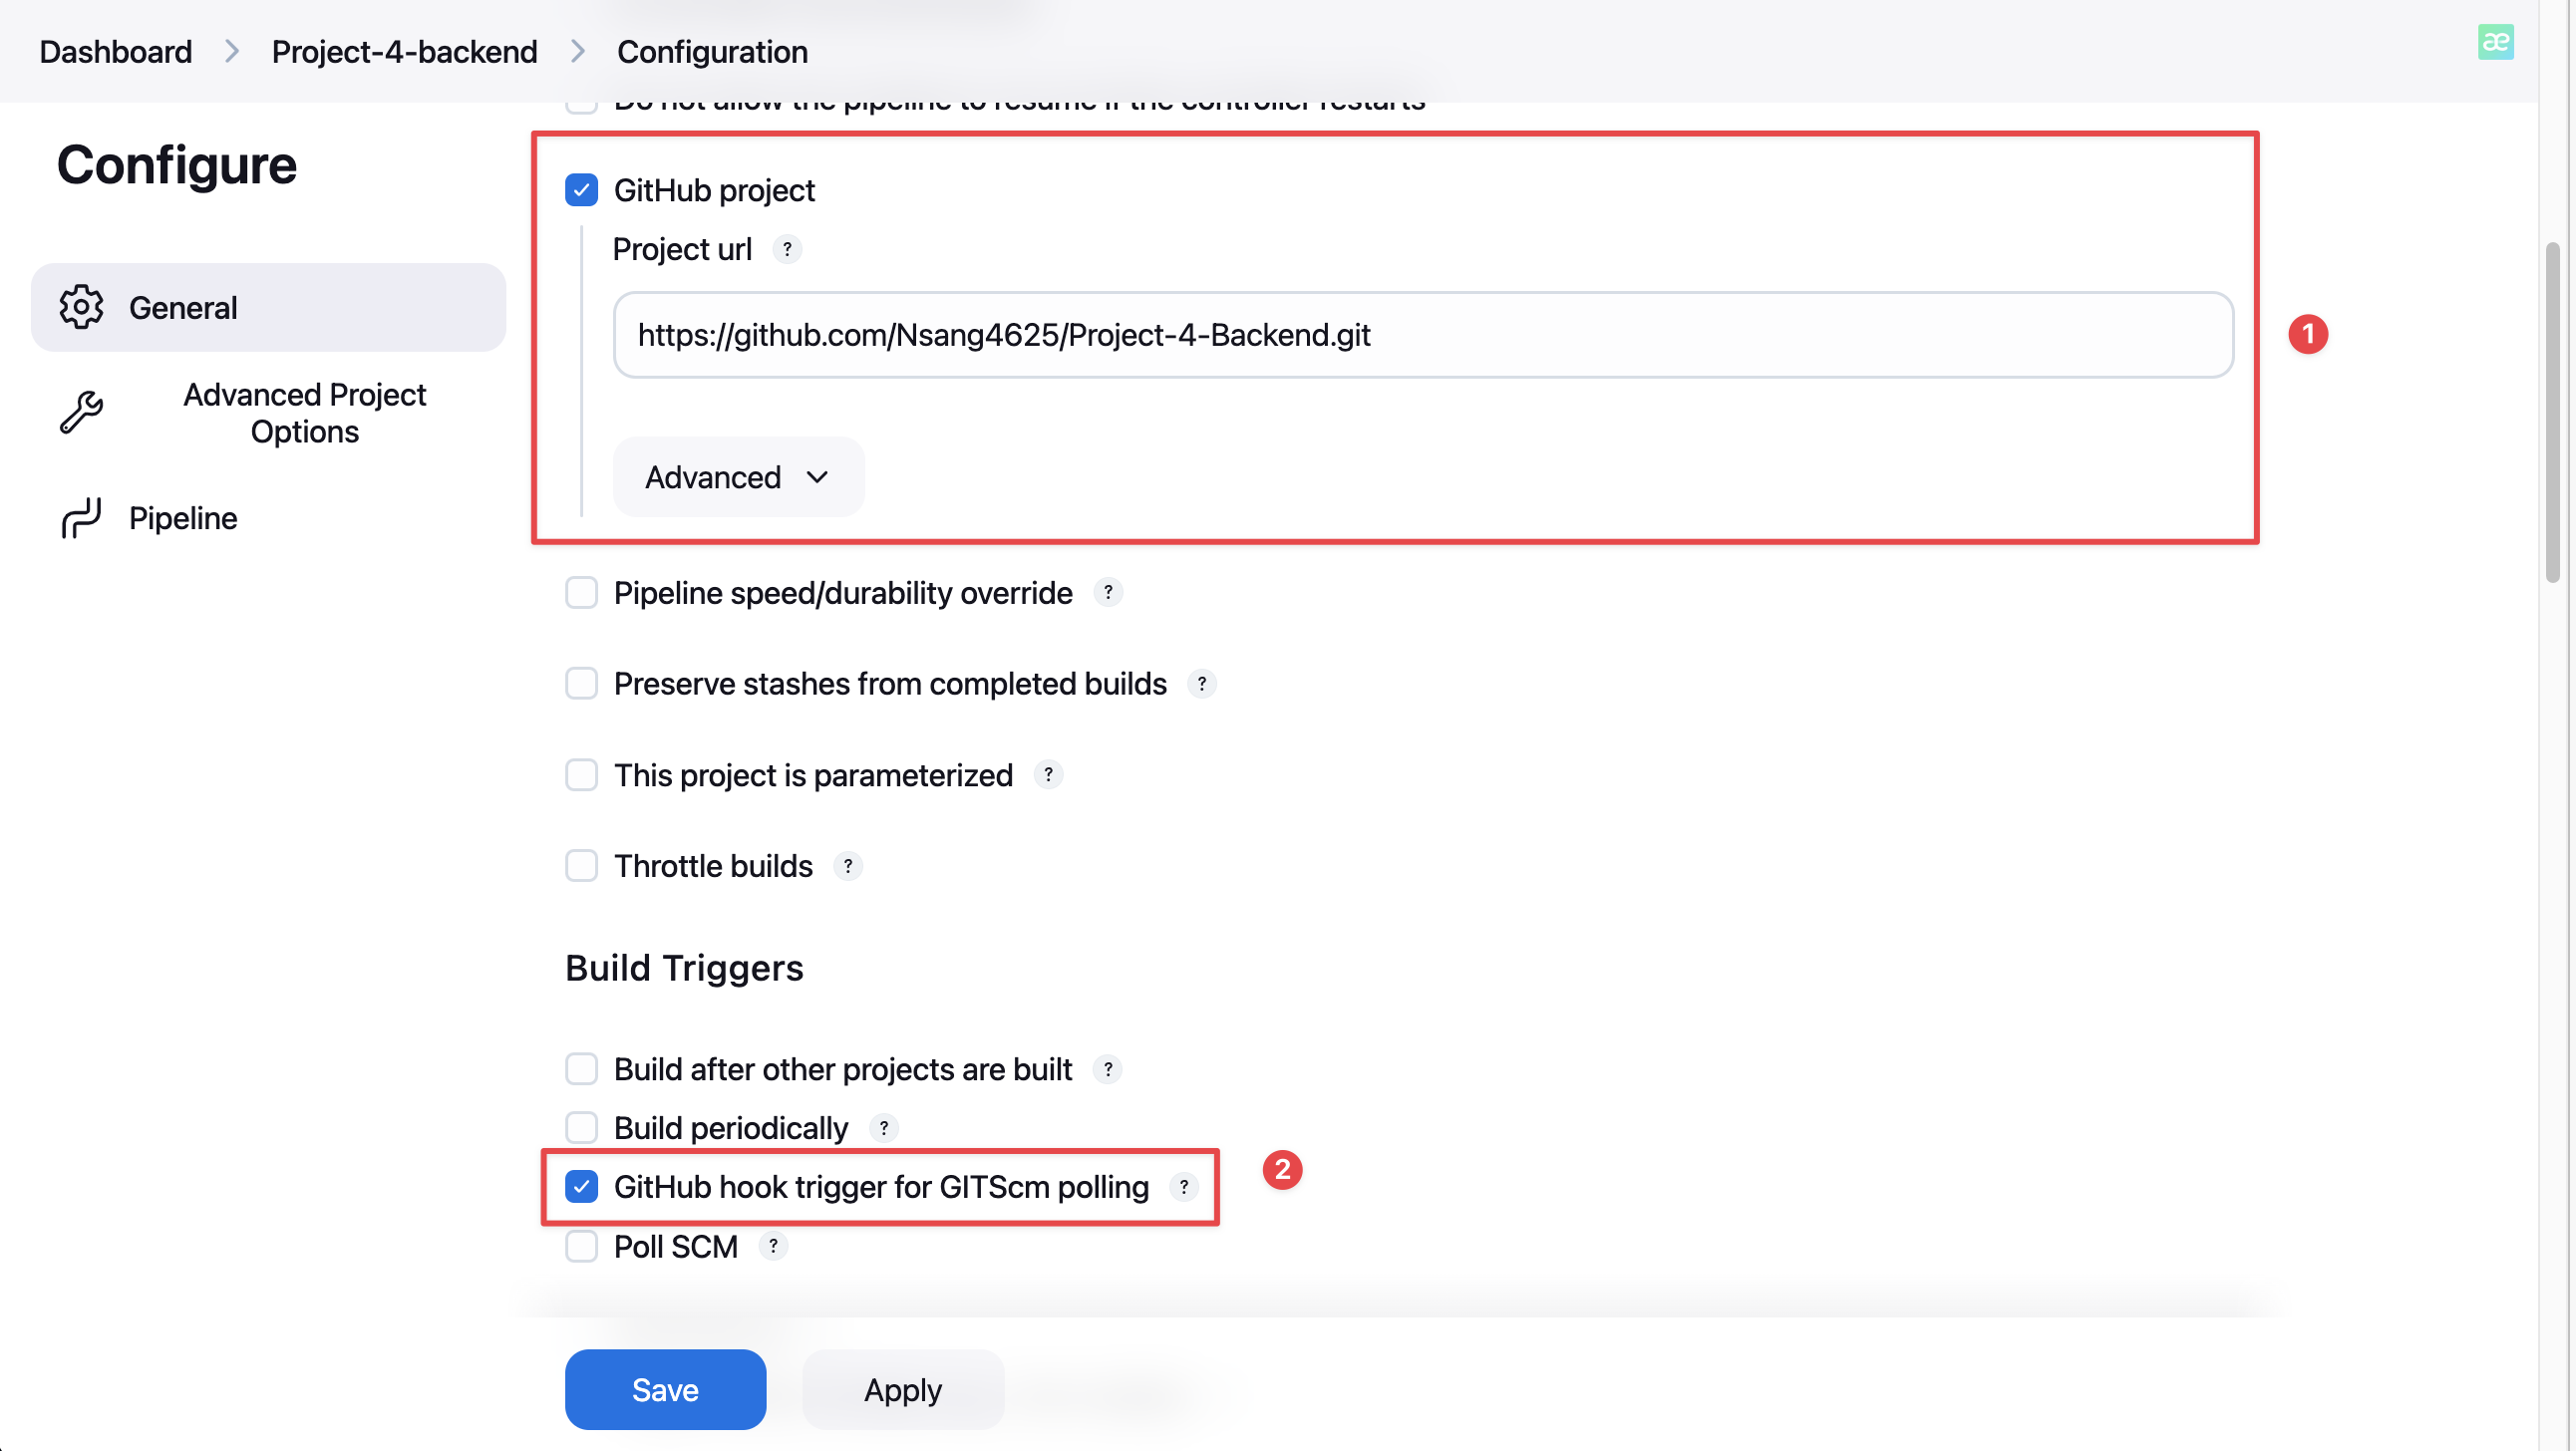 Dashboard > Project-4-backend > Configuration
æ
Do not allow the pipeline to resume if the controller restarts
Configure
General
Advanced Project
Options
Pipeline
GitHub project
Project url ?
https://github.com/Nsang4625/Project-4-Backend.git
1
Advanced
Pipeline speed/durability override ?
Preserve stashes from completed builds ?
This project is parameterized ?
Throttle builds ?
Build Triggers
Build after other projects are built ?
Build periodically ?
GitHub hook trigger for GITScm polling ?
2
Poll SCM ?
Save
Apply